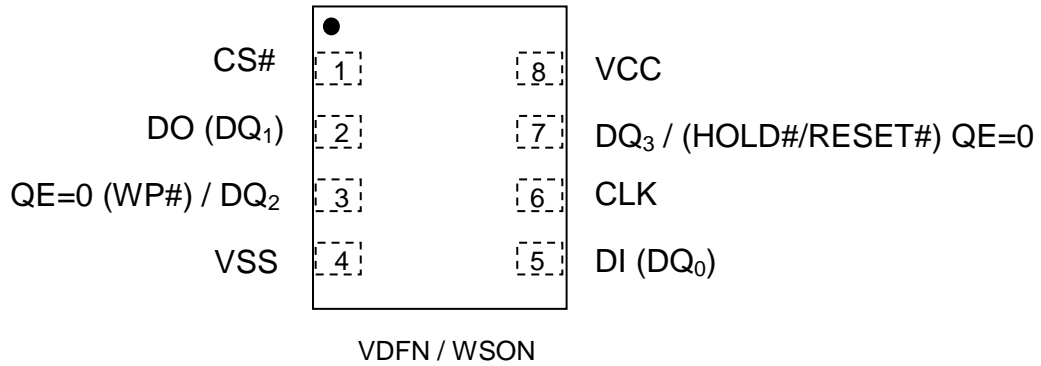 CS# 1 8 VCC
DO (DQ₁) 2 7 DQ₃ / (HOLD#/RESET#) QE=0
QE=0 (WP#) / DQ₂ 3 6 CLK
VSS 4 5 DI (DQ₀)
VDFN / WSON